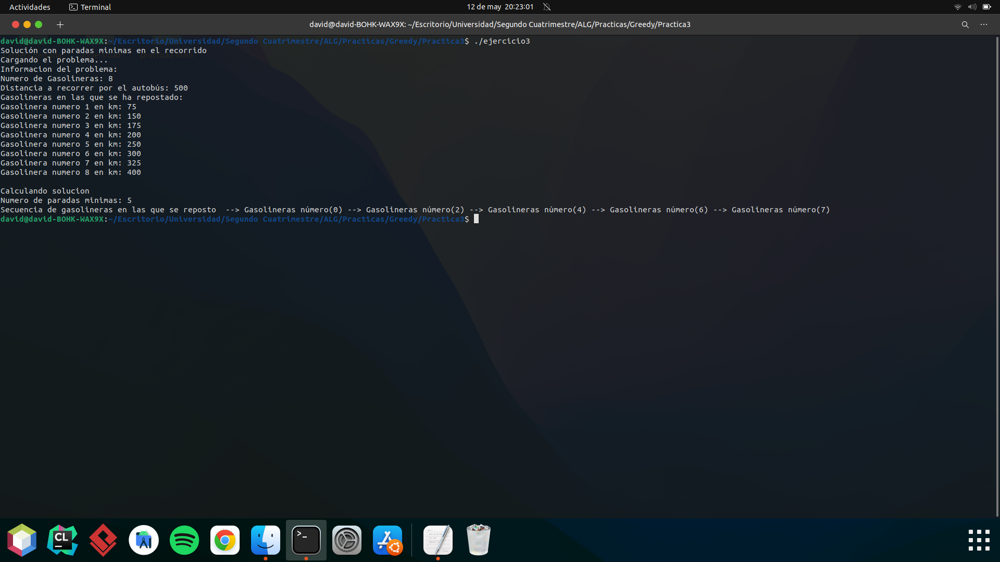 Actividades
Terminal
12 de may 20:23:01
david@david-BOHK-WAX9X: ~/Escritorio/Universidad/Segundo Cuatrimestre/ALG/Practicas/Greedy/Practica3
david@david-BOHK-WAX9X:~/Escritorio/Universidad/Segundo Cuatrimestre/ALG/Practicas/Greedy/Practica3$ ./ejercicio3
Solución con paradas minimas en el recorrido
Cargando el problema...
Informacion del problema:
Numero de Gasolineras: 8
Distancia a recorrer por el autobús: 500
Gasolineras en las que se ha repostado:
Gasolinera numero 1 en km: 75
Gasolinera numero 2 en km: 150
Gasolinera numero 3 en km: 175
Gasolinera numero 4 en km: 200
Gasolinera numero 5 en km: 250
Gasolinera numero 6 en km: 300
Gasolinera numero 7 en km: 325
Gasolinera numero 8 en km: 400
Calculando solucion
Numero de paradas minimas: 5
Secuencia de gasolineras en las que se reposto  --> Gasolineras número(0) --> Gasolineras número(2) --> Gasolineras número(4) --> Gasolineras número(6) --> Gasolineras número(7)
david@david-BOHK-WAX9X:~/Escritorio/Universidad/Segundo Cuatrimestre/ALG/Practicas/Greedy/Practica3$
CL
>_